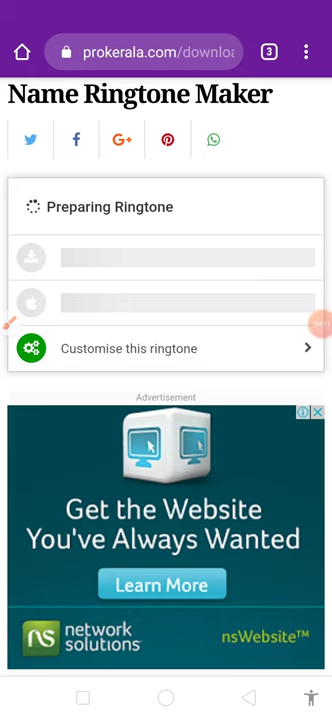 prokerala.com/downloa
3
Name Ringtone Maker
Preparing Ringtone
Customise this ringtone
Advertisement
Get the Website
You've Always Wanted
Learn More
ns network
solutions
nsWebsite™